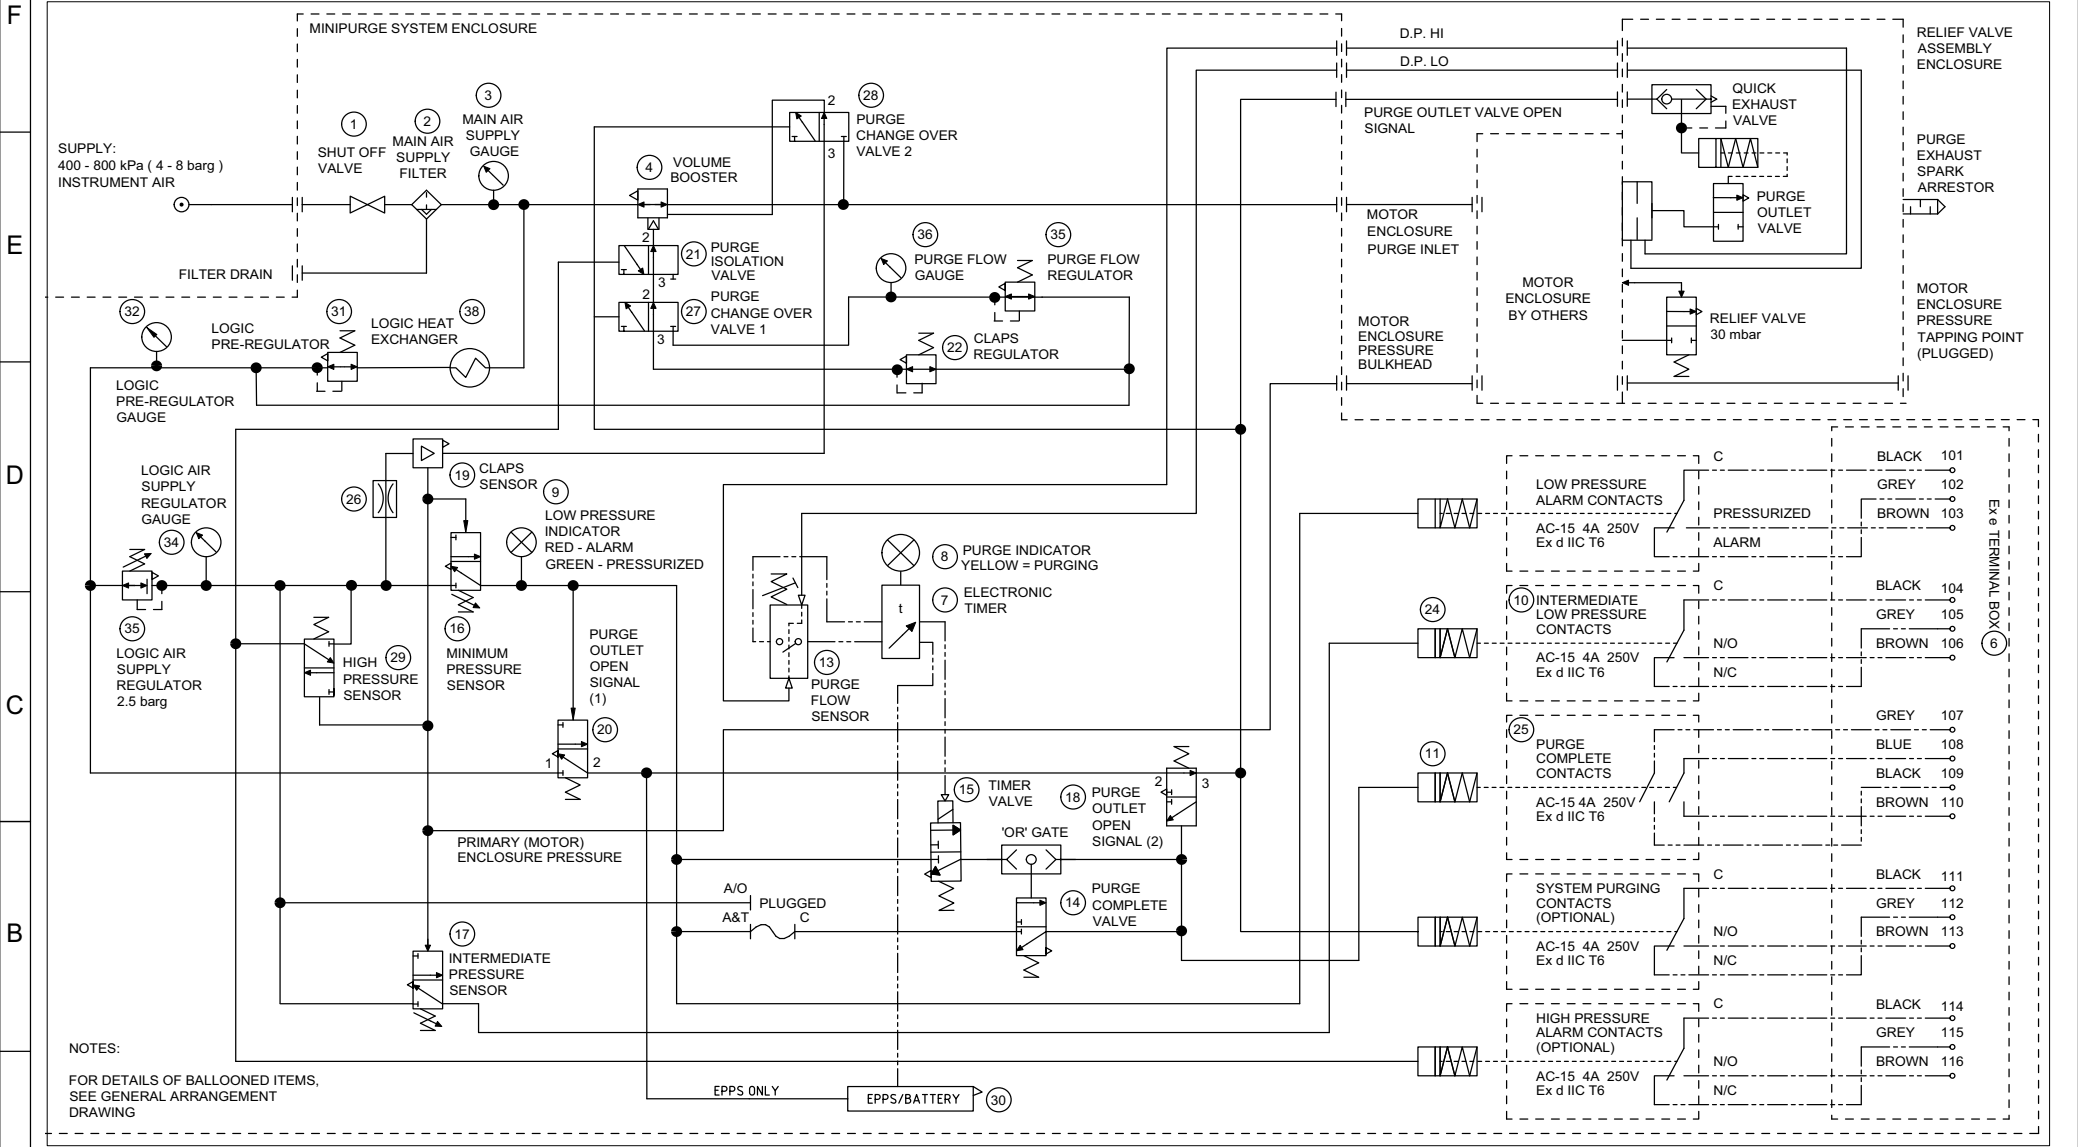 F
E
D
C
B
MINIPURGE SYSTEM ENCLOSURE
SUPPLY:
400 - 800 kPa ( 4 - 8 barg )
INSTRUMENT AIR
1
SHUT OFF
VALVE
2
MAIN AIR
SUPPLY
FILTER
3
MAIN AIR
SUPPLY
GAUGE
FILTER DRAIN
4
VOLUME
BOOSTER
28
PURGE
CHANGE OVER
VALVE 2
2
3
21
PURGE
ISOLATION
VALVE
2
3
27
PURGE
CHANGE OVER
VALVE 1
2
3
36
PURGE FLOW
GAUGE
35
PURGE FLOW
REGULATOR
22
CLAPS
REGULATOR
32
LOGIC
PRE-REGULATOR
GAUGE
31
LOGIC
PRE-REGULATOR
38
LOGIC HEAT
EXCHANGER
D.P. HI
D.P. LO
PURGE OUTLET VALVE OPEN
SIGNAL
MOTOR
ENCLOSURE
PURGE INLET
MOTOR
ENCLOSURE
PRESSURE
BULKHEAD
MOTOR
ENCLOSURE
BY OTHERS
QUICK
EXHAUST
VALVE
PURGE
OUTLET
VALVE
RELIEF VALVE
30 mbar
RELIEF VALVE
ASSEMBLY
ENCLOSURE
PURGE
EXHAUST
SPARK
ARRESTOR
MOTOR
ENCLOSURE
PRESSURE
TAPPING POINT
(PLUGGED)
LOGIC AIR
SUPPLY
REGULATOR
GAUGE
34
35
LOGIC AIR
SUPPLY
REGULATOR
2.5 barg
26
19
CLAPS
SENSOR
9
LOW PRESSURE
INDICATOR
RED - ALARM
GREEN - PRESSURIZED
29
HIGH
PRESSURE
SENSOR
16
MINIMUM
PRESSURE
SENSOR
PURGE
OUTLET
OPEN
SIGNAL
(1)
20
1
2
8
PURGE INDICATOR
YELLOW = PURGING
7
ELECTRONIC
TIMER
t
13
PURGE
FLOW
SENSOR
PRIMARY (MOTOR)
ENCLOSURE PRESSURE
15
TIMER
VALVE
18
PURGE
OUTLET
OPEN
SIGNAL (2)
2
3
'OR' GATE
14
PURGE
COMPLETE
VALVE
A/O
PLUGGED
A&T
C
17
INTERMEDIATE
PRESSURE
SENSOR
EPPS ONLY
EPPS/BATTERY
30
NOTES:
FOR DETAILS OF BALLOONED ITEMS,
SEE GENERAL ARRANGEMENT
DRAWING
LOW PRESSURE
ALARM CONTACTS
AC-15 4A 250V
Ex d IIC T6
C
PRESSURIZED
ALARM
BLACK 101
GREY 102
BROWN 103
24
10
INTERMEDIATE
LOW PRESSURE
CONTACTS
AC-15 4A 250V
Ex d IIC T6
C
N/O
N/C
BLACK 104
GREY 105
BROWN 106
Ex e TERMINAL BOX
6
11
25
PURGE
COMPLETE
CONTACTS
AC-15 4A 250V
Ex d IIC T6
GREY 107
BLUE 108
BLACK 109
BROWN 110
SYSTEM PURGING
CONTACTS
(OPTIONAL)
AC-15 4A 250V
Ex d IIC T6
C
N/O
N/C
BLACK 111
GREY 112
BROWN 113
HIGH PRESSURE
ALARM CONTACTS
(OPTIONAL)
AC-15 4A 250V
Ex d IIC T6
C
N/O
N/C
BLACK 114
GREY 115
BROWN 116